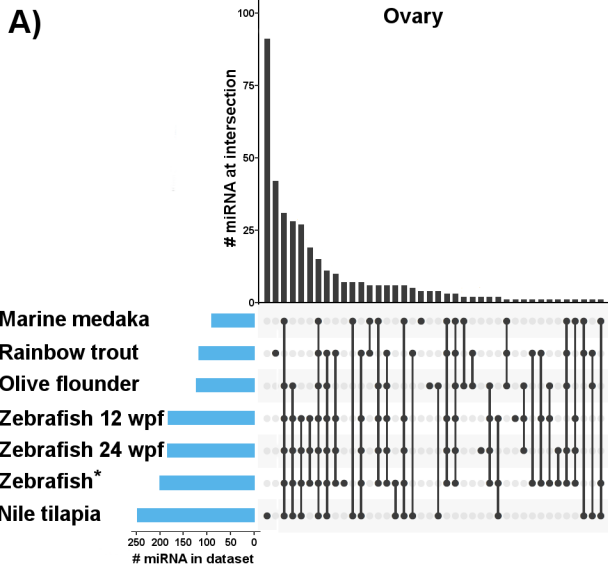 A)
Ovary
# miRNA at intersection
100
75
50
25
0
Marine medaka
Rainbow trout
Olive flounder
Zebrafish 12 wpf
Zebrafish 24 wpf
Zebrafish*
Nile tilapia
250 200 150 100 50 0
# miRNA in dataset